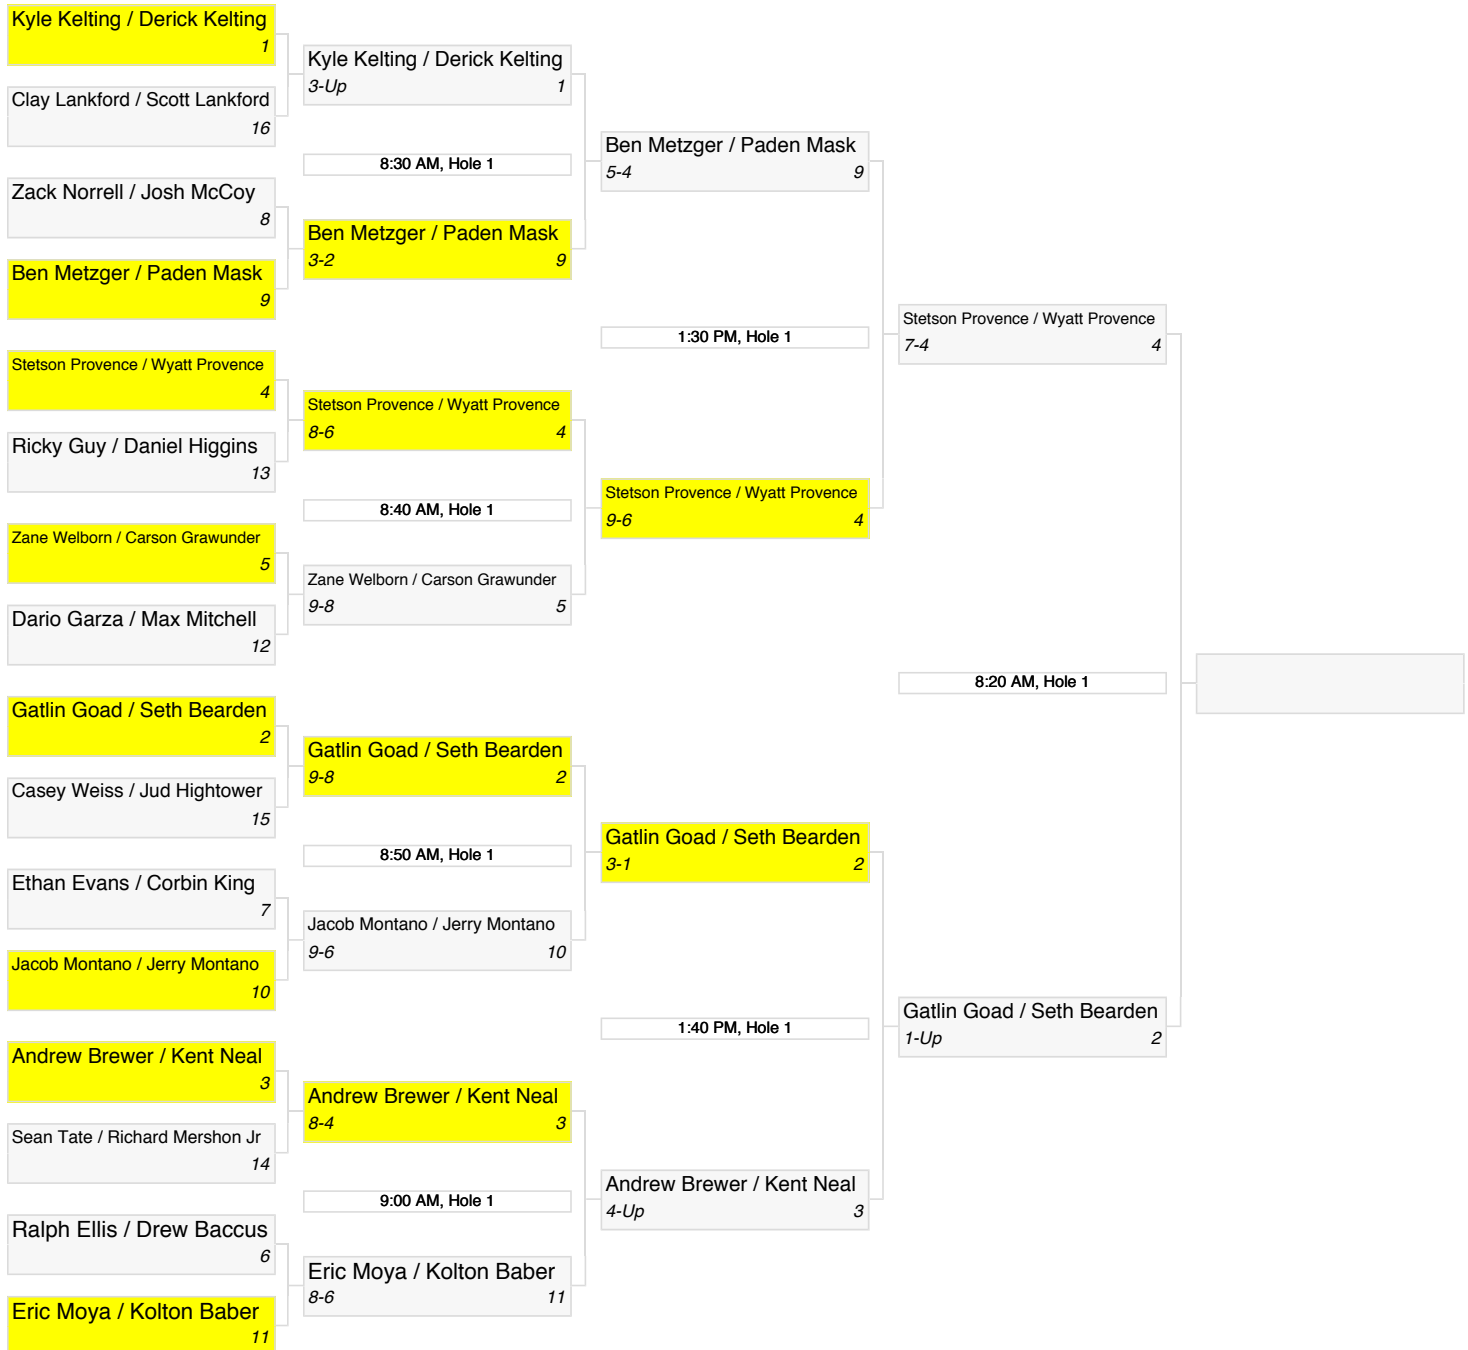 Kyle Kelting / Derick Kelting
1
Clay Lankford / Scott Lankford
16
Zack Norrell / Josh McCoy
8
Ben Metzger / Paden Mask
9
Stetson Provence / Wyatt Provence
4
Ricky Guy / Daniel Higgins
13
Zane Welborn / Carson Grawunder
5
Dario Garza / Max Mitchell
12
Gatlin Goad / Seth Bearden
2
Casey Weiss / Jud Hightower
15
Ethan Evans / Corbin King
7
Jacob Montano / Jerry Montano
10
Andrew Brewer / Kent Neal
3
Sean Tate / Richard Mershon Jr
14
Ralph Ellis / Drew Baccus
6
Eric Moya / Kolton Baber
11
Kyle Kelting / Derick Kelting
3-Up 1
8:30 AM, Hole 1
Ben Metzger / Paden Mask
3-2 9
Stetson Provence / Wyatt Provence
8-6 4
8:40 AM, Hole 1
Zane Welborn / Carson Grawunder
9-8 5
Gatlin Goad / Seth Bearden
9-8 2
8:50 AM, Hole 1
Jacob Montano / Jerry Montano
9-6 10
Andrew Brewer / Kent Neal
8-4 3
9:00 AM, Hole 1
Eric Moya / Kolton Baber
8-6 11
Ben Metzger / Paden Mask
5-4 9
1:30 PM, Hole 1
Stetson Provence / Wyatt Provence
9-6 4
Gatlin Goad / Seth Bearden
3-1 2
1:40 PM, Hole 1
Andrew Brewer / Kent Neal
4-Up 3
Stetson Provence / Wyatt Provence
7-4 4
8:20 AM, Hole 1
Gatlin Goad / Seth Bearden
1-Up 2